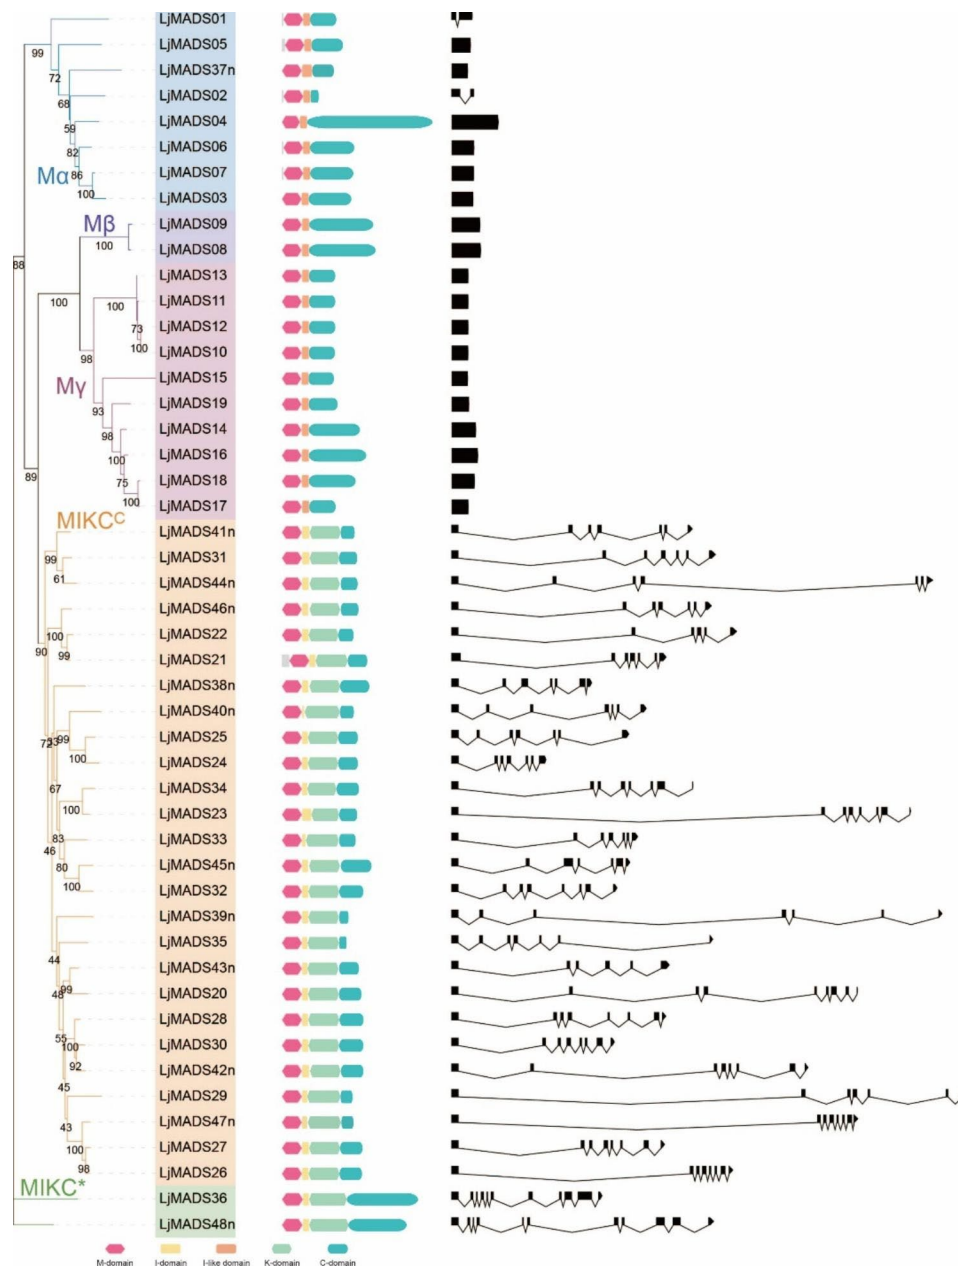 LjMADS01
99
LjMADS05
72
LjMADS37n
68
LjMADS02
59
LjMADS04
82
LjMADS06
Mα
86
LjMADS07
100
LjMADS03
Mβ
LjMADS09
100
LjMADS08
88
LjMADS13
100
100
LjMADS11
73
LjMADS12
100
98
LjMADS10
Mγ
LjMADS15
93
LjMADS19
98
LjMADS14
100
LjMADS16
89
75
LjMADS18
100
LjMADS17
MIKCᶜ
LjMADS41n
99
LjMADS31
61
LjMADS44n
LjMADS46n
100
LjMADS22
90
99
LjMADS21
LjMADS38n
LjMADS40n
99
LjMADS25
100
LjMADS24
67
LjMADS34
100
LjMADS23
83
LjMADS33
46
80
LjMADS45n
100
LjMADS32
LjMADS39n
LjMADS35
44
LjMADS43n
99
48
LjMADS20
LjMADS28
55
100
LjMADS30
92
LjMADS42n
45
LjMADS29
43
LjMADS47n
100
LjMADS27
98
LjMADS26
MIKC*
LjMADS36
LjMADS48n
M-domain I-domain I-like domain K-domain C-domain